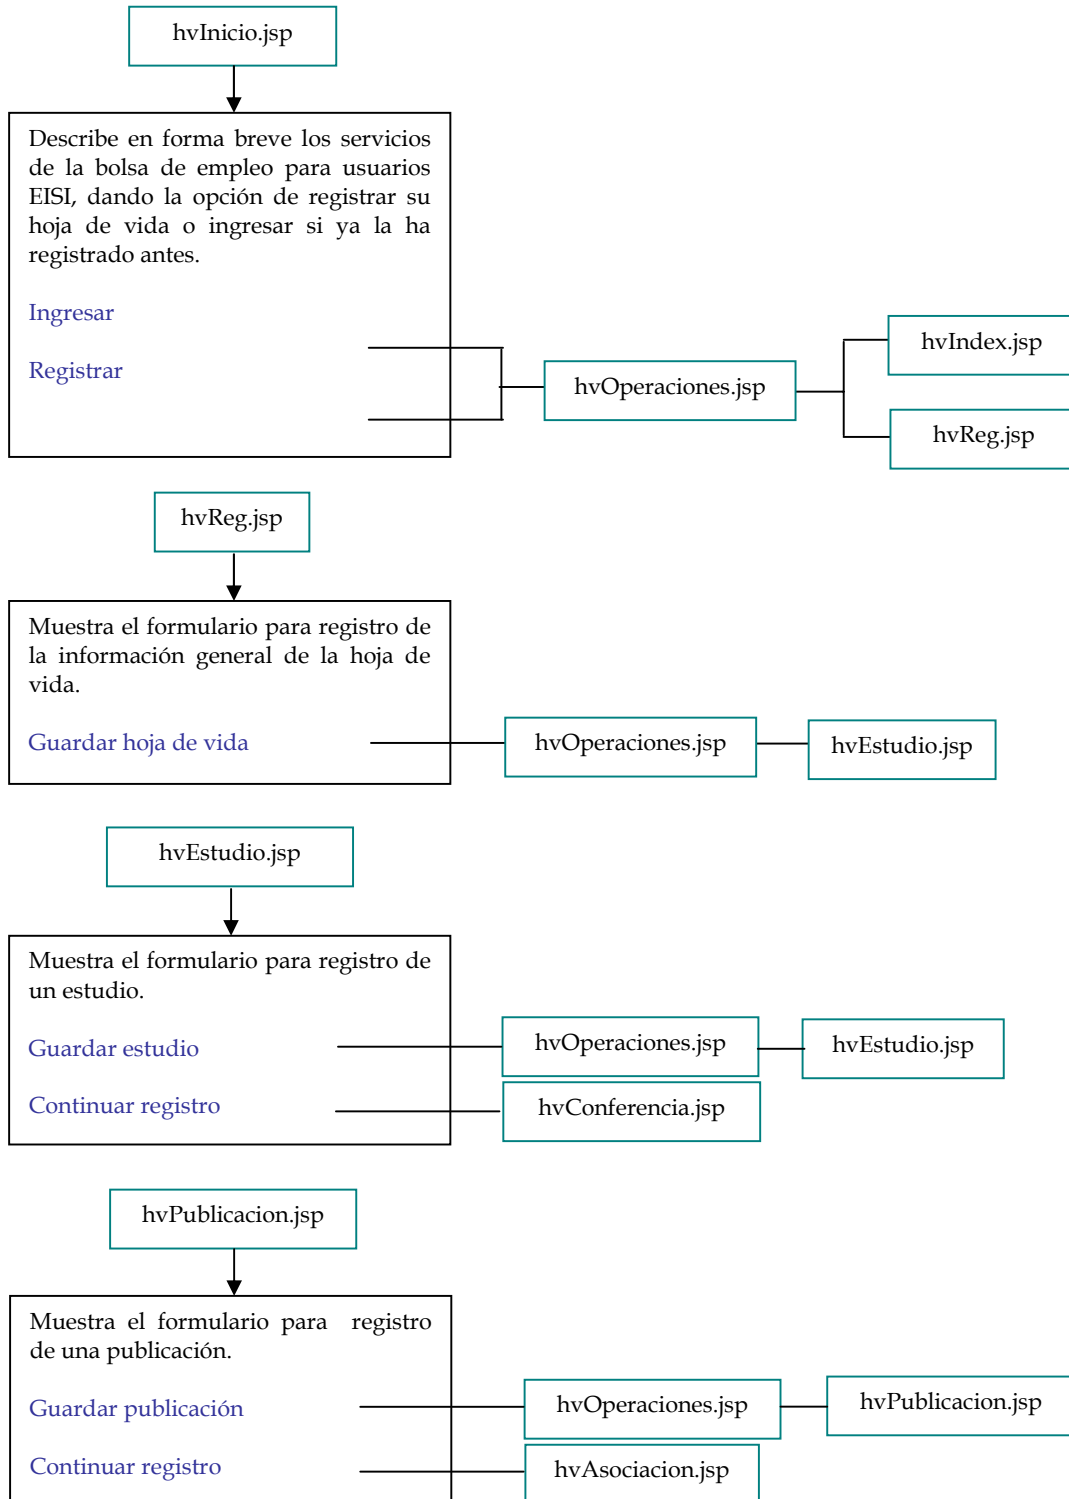 hvInicio.jsp
Describe en forma breve los servicios
de la bolsa de empleo para usuarios
EISI, dando la opción de registrar su
hoja de vida o ingresar si ya la ha
registrado antes.
Ingresar
Registrar
hvOperaciones.jsp
hvIndex.jsp
hvReg.jsp
hvReg.jsp
Muestra el formulario para registro de
la información general de la hoja de
vida.
Guardar hoja de vida
hvOperaciones.jsp
hvEstudio.jsp
hvEstudio.jsp
Muestra el formulario para registro de
un estudio.
Guardar estudio
hvOperaciones.jsp
hvEstudio.jsp
Continuar registro
hvConferencia.jsp
hvPublicacion.jsp
Muestra el formulario para registro
de una publicación.
Guardar publicación
hvOperaciones.jsp
hvPublicacion.jsp
Continuar registro
hvAsociacion.jsp